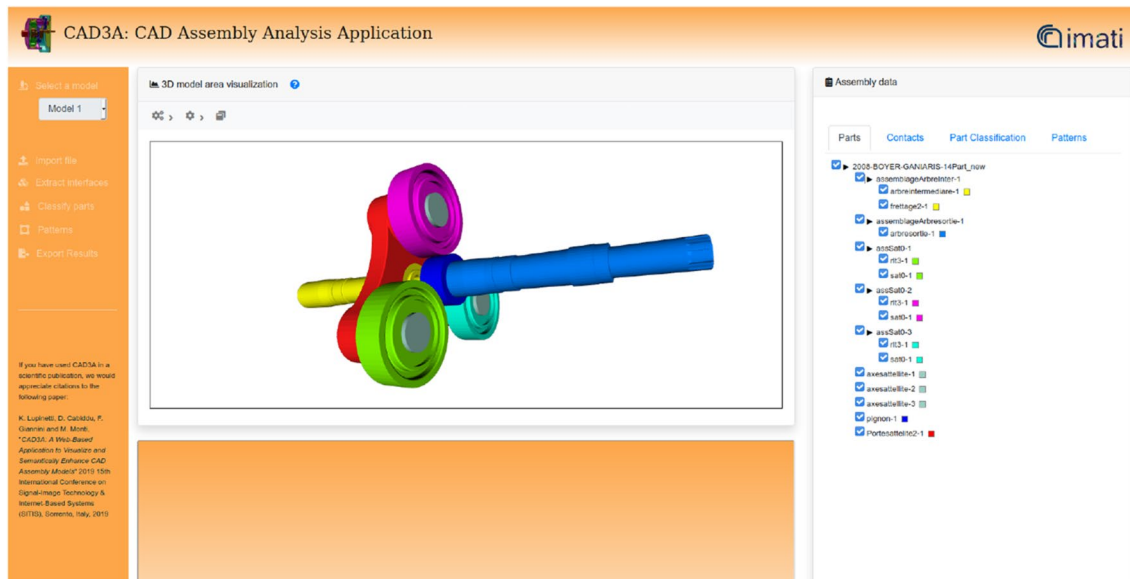 CAD3A: CAD Assembly Analysis Application
imati
Select a model
Model 1
Import file
Extract interfaces
Classify parts
Patterns
Export Results
If you have used CAD3A in a
scientific publication, we would
appreciate citations to the
following paper:
K. Lupinetti, D. Cabiddu, F.
Giannini and M. Monti.
"CAD3A: A Web-Based
Application to Visualize and
Semantically Enhance CAD
Assembly Models" 2019 15th
International Conference on
Signal-Image Technology &
Internet-Based Systems
(SITIS), Sorrento, Italy, 2019
3D model area visualization
Assembly data
Parts Contacts Part Classification Patterns
2008-BOYER-GANIARIS-14Part_new
assemblageArbreInter-1
arbreintermediare-1
frettage2-1
assemblageArbresortie-1
arbresortie-1
assSat0-1
rlt3-1
sat0-1
assSat0-2
rlt3-1
sat0-1
assSat0-3
rlt3-1
sat0-1
axesattellite-1
axesattellite-2
axesattellite-3
pignon-1
Portesattelite2-1